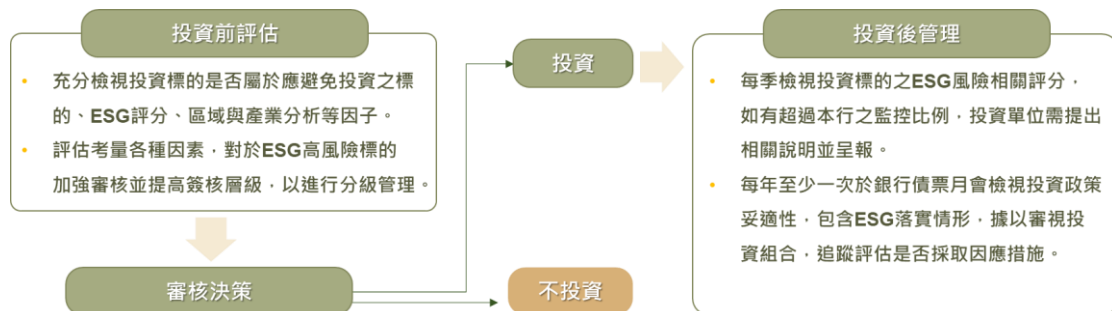 投資前評估
• 充分檢視投資標的是否屬於應避免投資之標
的、ESG評分、區域與產業分析等因子。
• 評估考量各種因素，對於ESG高風險標的
加強審核並提高簽核層級，以進行分級管理。
審核決策
投資
不投資
投資後管理
• 每季檢視投資標的之ESG風險相關評分，
如有超過本行之監控比例，投資單位需提出
相關說明並呈報。
• 每年至少一次於銀行債票月會檢視投資政策
妥適性，包含ESG落實情形，據以審視投
資組合，追蹤評估是否採取因應措施。